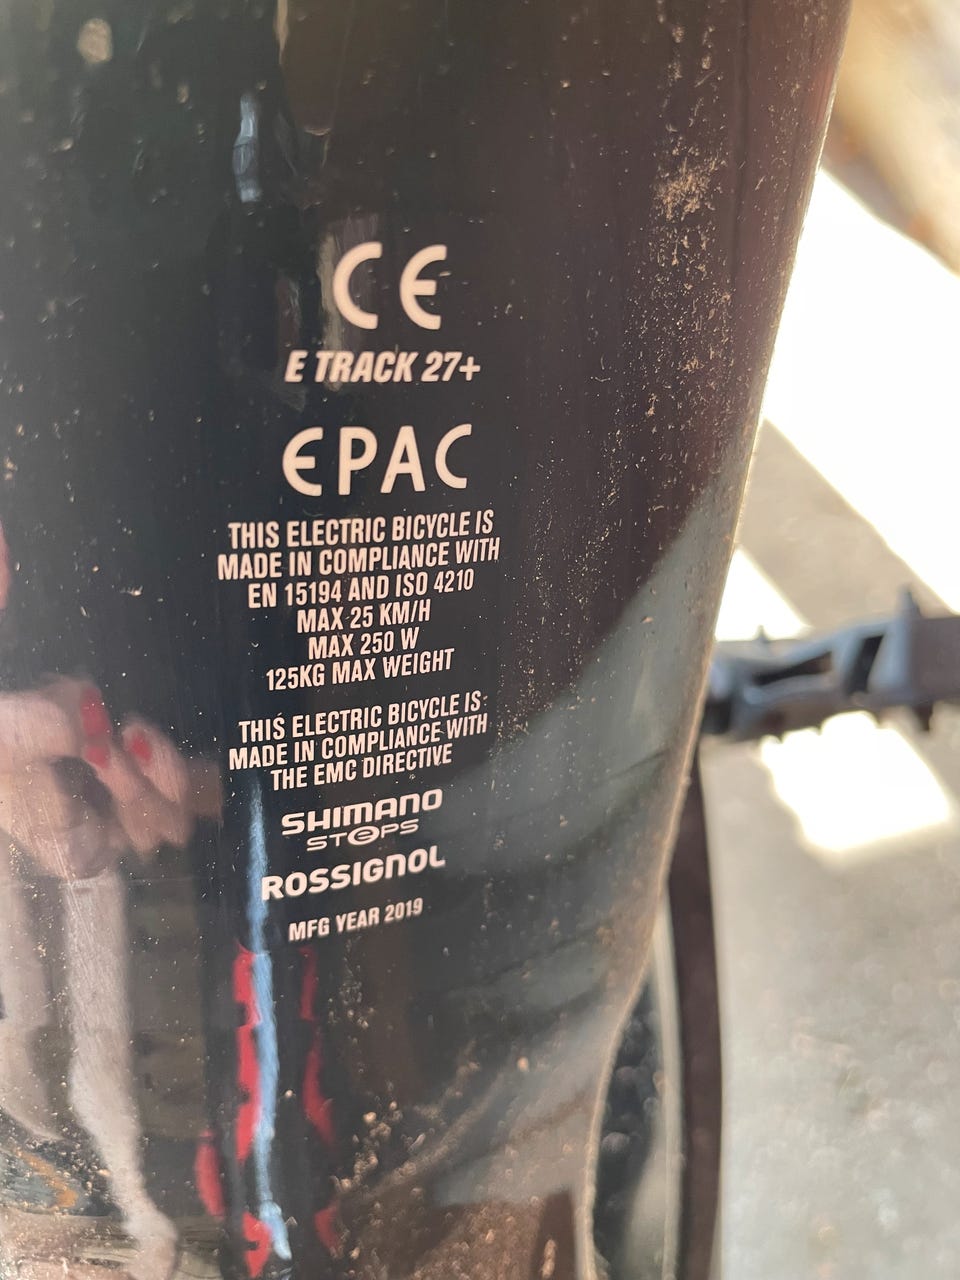 CE
E TRACK 27+
EPAC
THIS ELECTRIC BICYCLE IS
MADE IN COMPLIANCE WITH
EN 15194 AND ISO 4210
MAX 25 KM/H
MAX 250 W
125KG MAX WEIGHT
THIS ELECTRIC BICYCLE IS
MADE IN COMPLIANCE WITH
THE EMC DIRECTIVE
SHIMANO
STEPS
ROSSIGNOL
MFG YEAR 2019